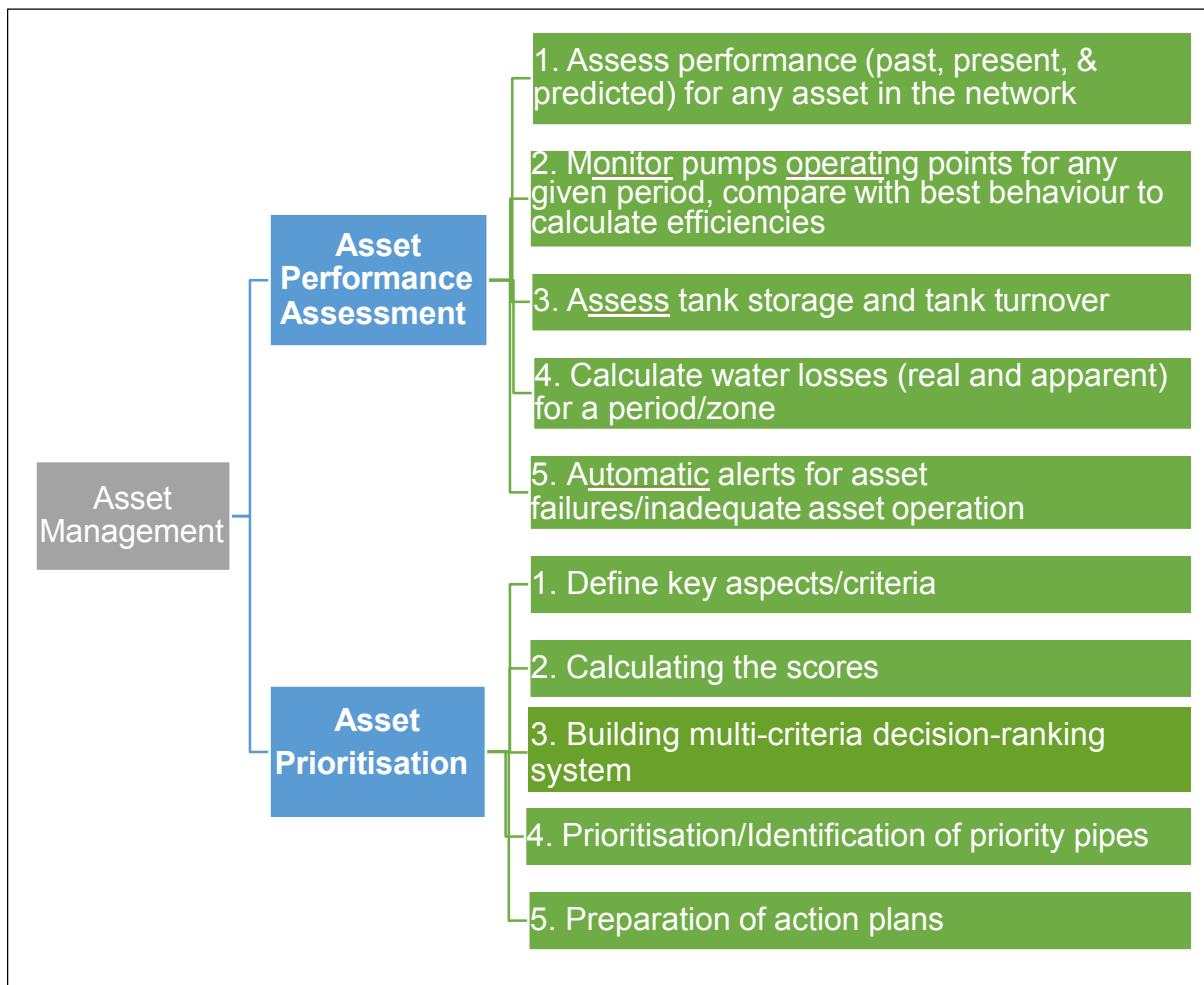 Asset
Management
Asset
Performance
Assessment
1. Assess performance (past, present, &
predicted) for any asset in the network
2. Monitor pumps operating points for any
given period, compare with best behaviour to
calculate efficiencies
3. Assess tank storage and tank turnover
4. Calculate water losses (real and apparent)
for a period/zone
5. Automatic alerts for asset
failures/inadequate asset operation
Asset
Prioritisation
1. Define key aspects/criteria
2. Calculating the scores
3. Building multi-criteria decision-ranking
system
4. Prioritisation/Identification of priority pipes
5. Preparation of action plans